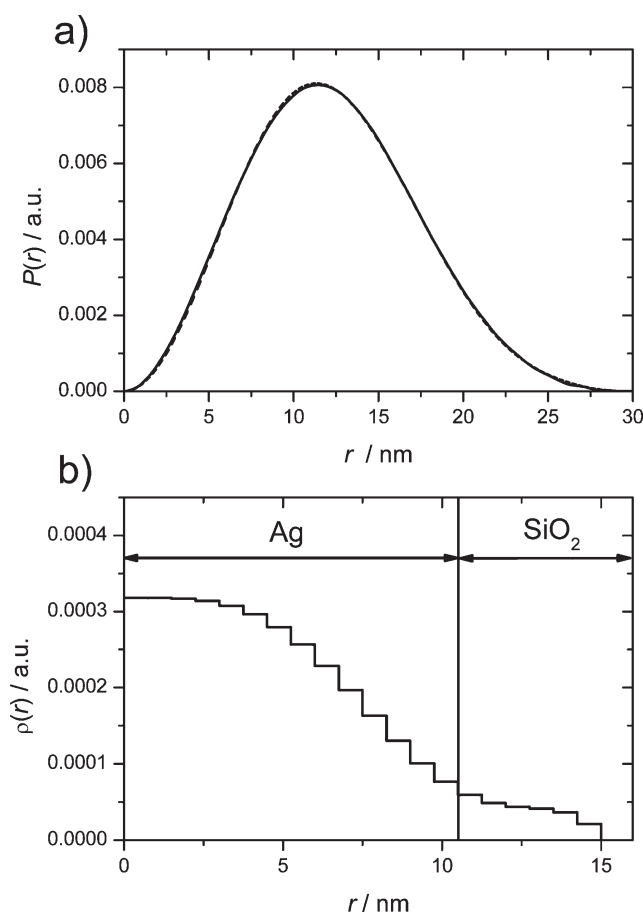 a)
P(r) / a.u.
0.008
0.006
0.004
0.002
0.000
0 5 10 15 20 25 30
r / nm
b)
Ag
SiO₂
ρ(r) / a.u.
0.0004
0.0003
0.0002
0.0001
0.0000
0 5 10 15
r / nm